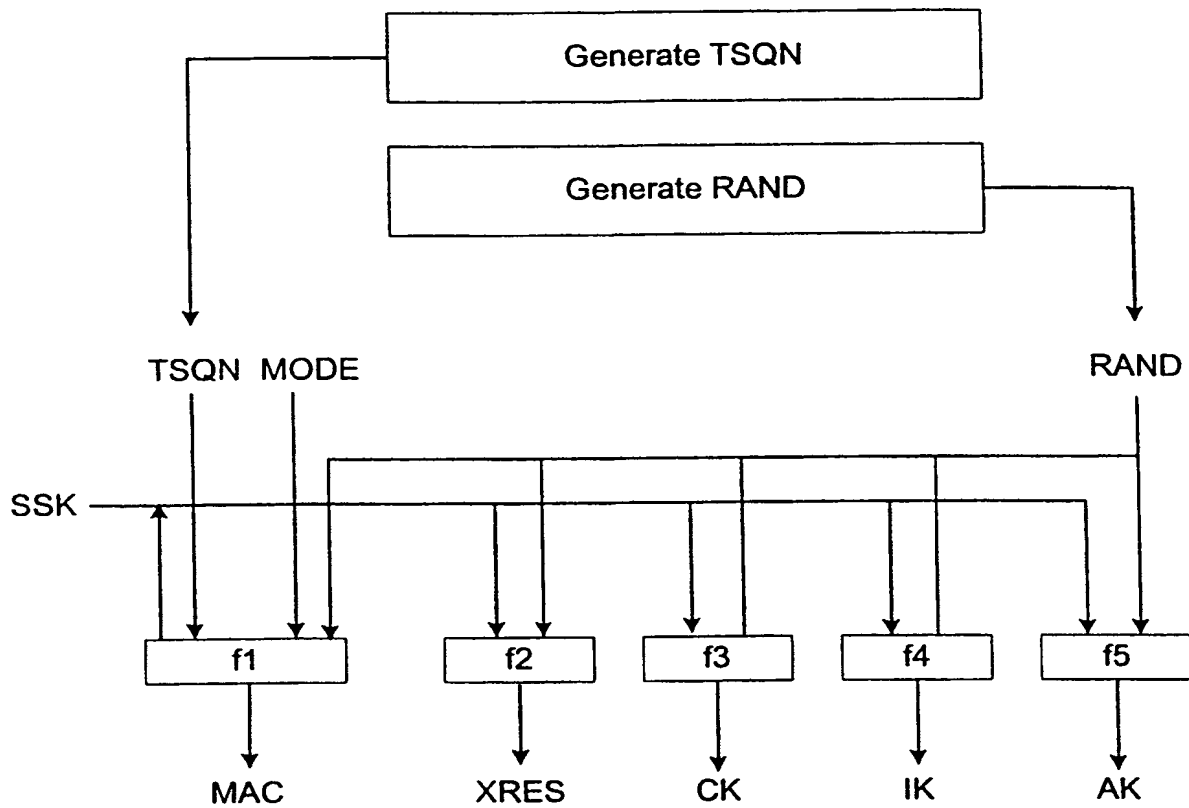 Generate TSQN
Generate RAND
TSQN MODE
RAND
SSK
f1
f2
f3
f4
f5
MAC
XRES
CK
IK
AK